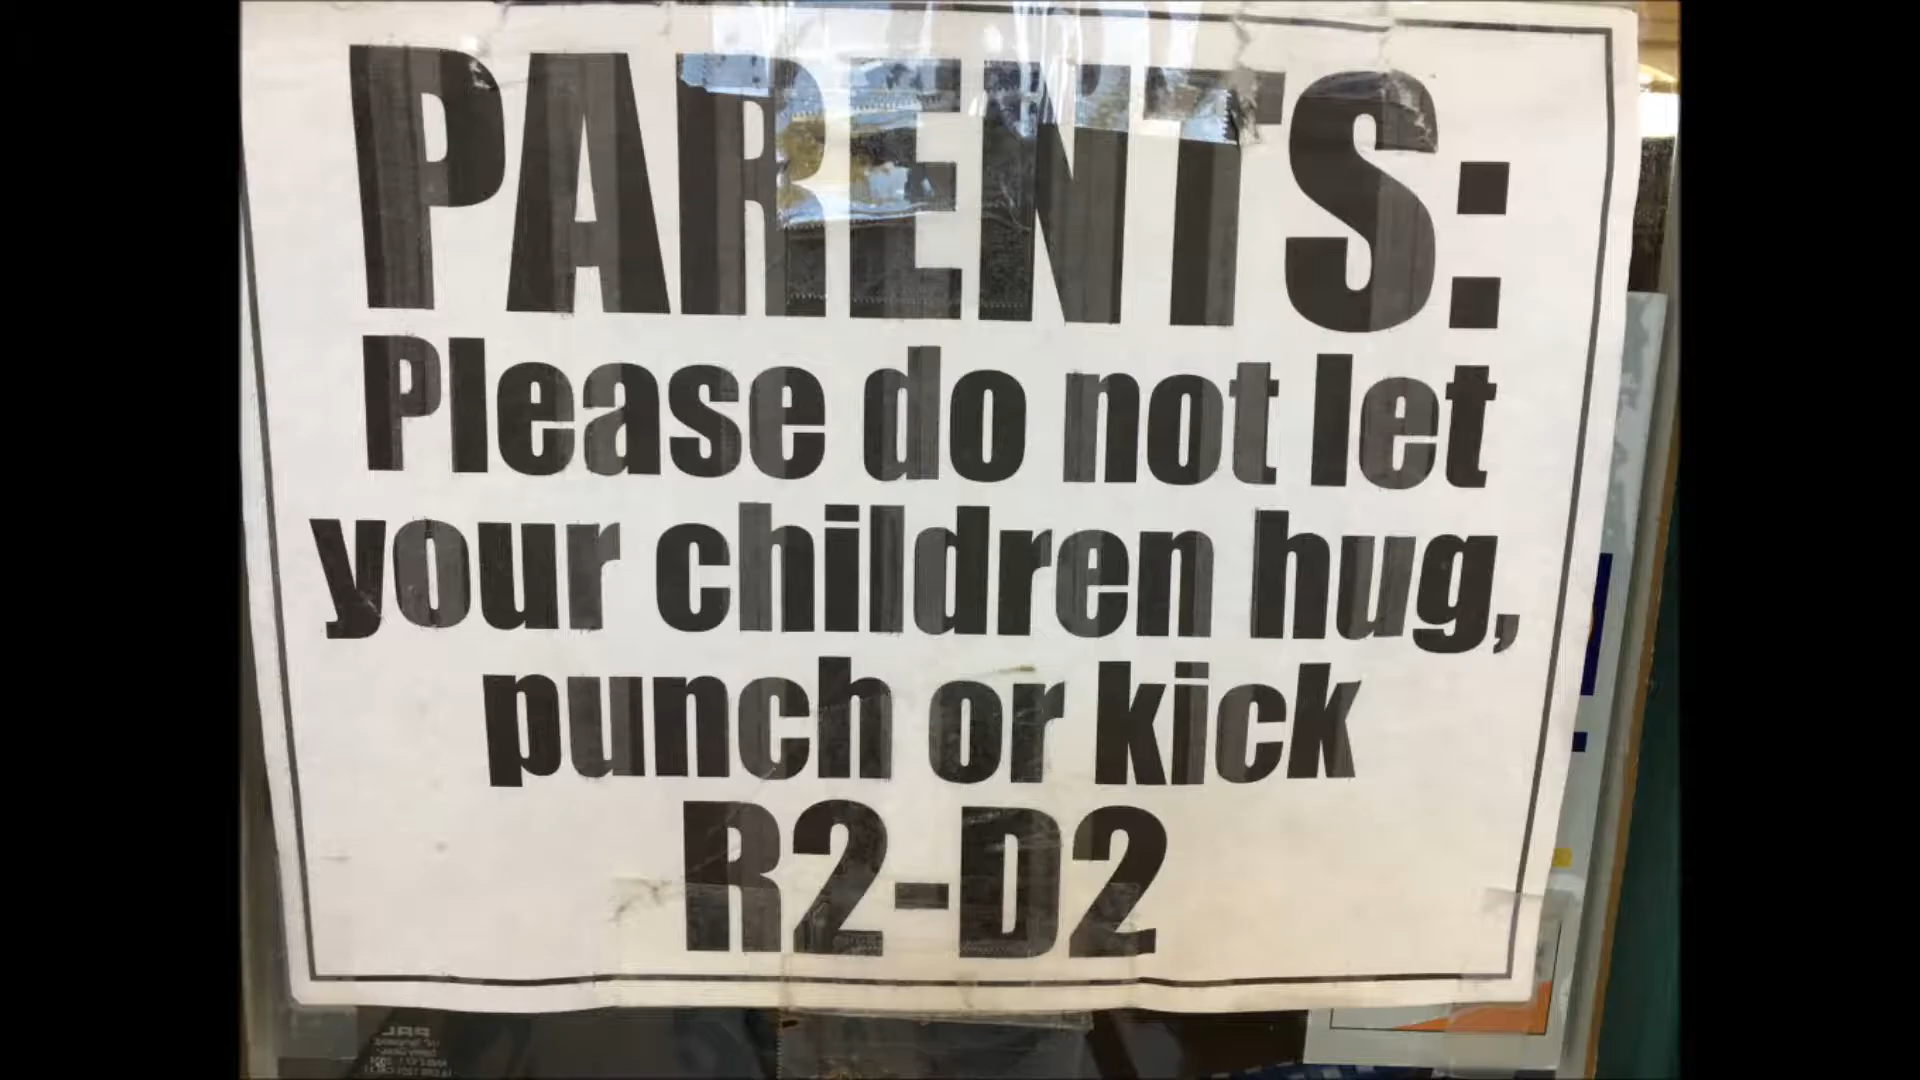 PARENTS:
Please do not let
your children hug,
punch or kick
R2-D2